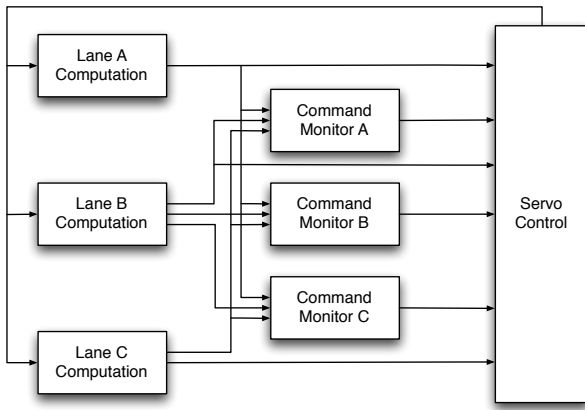 Lane A
Computation
Command
Monitor A
Lane B
Computation
Command
Monitor B
Servo
Control
Command
Monitor C
Lane C
Computation